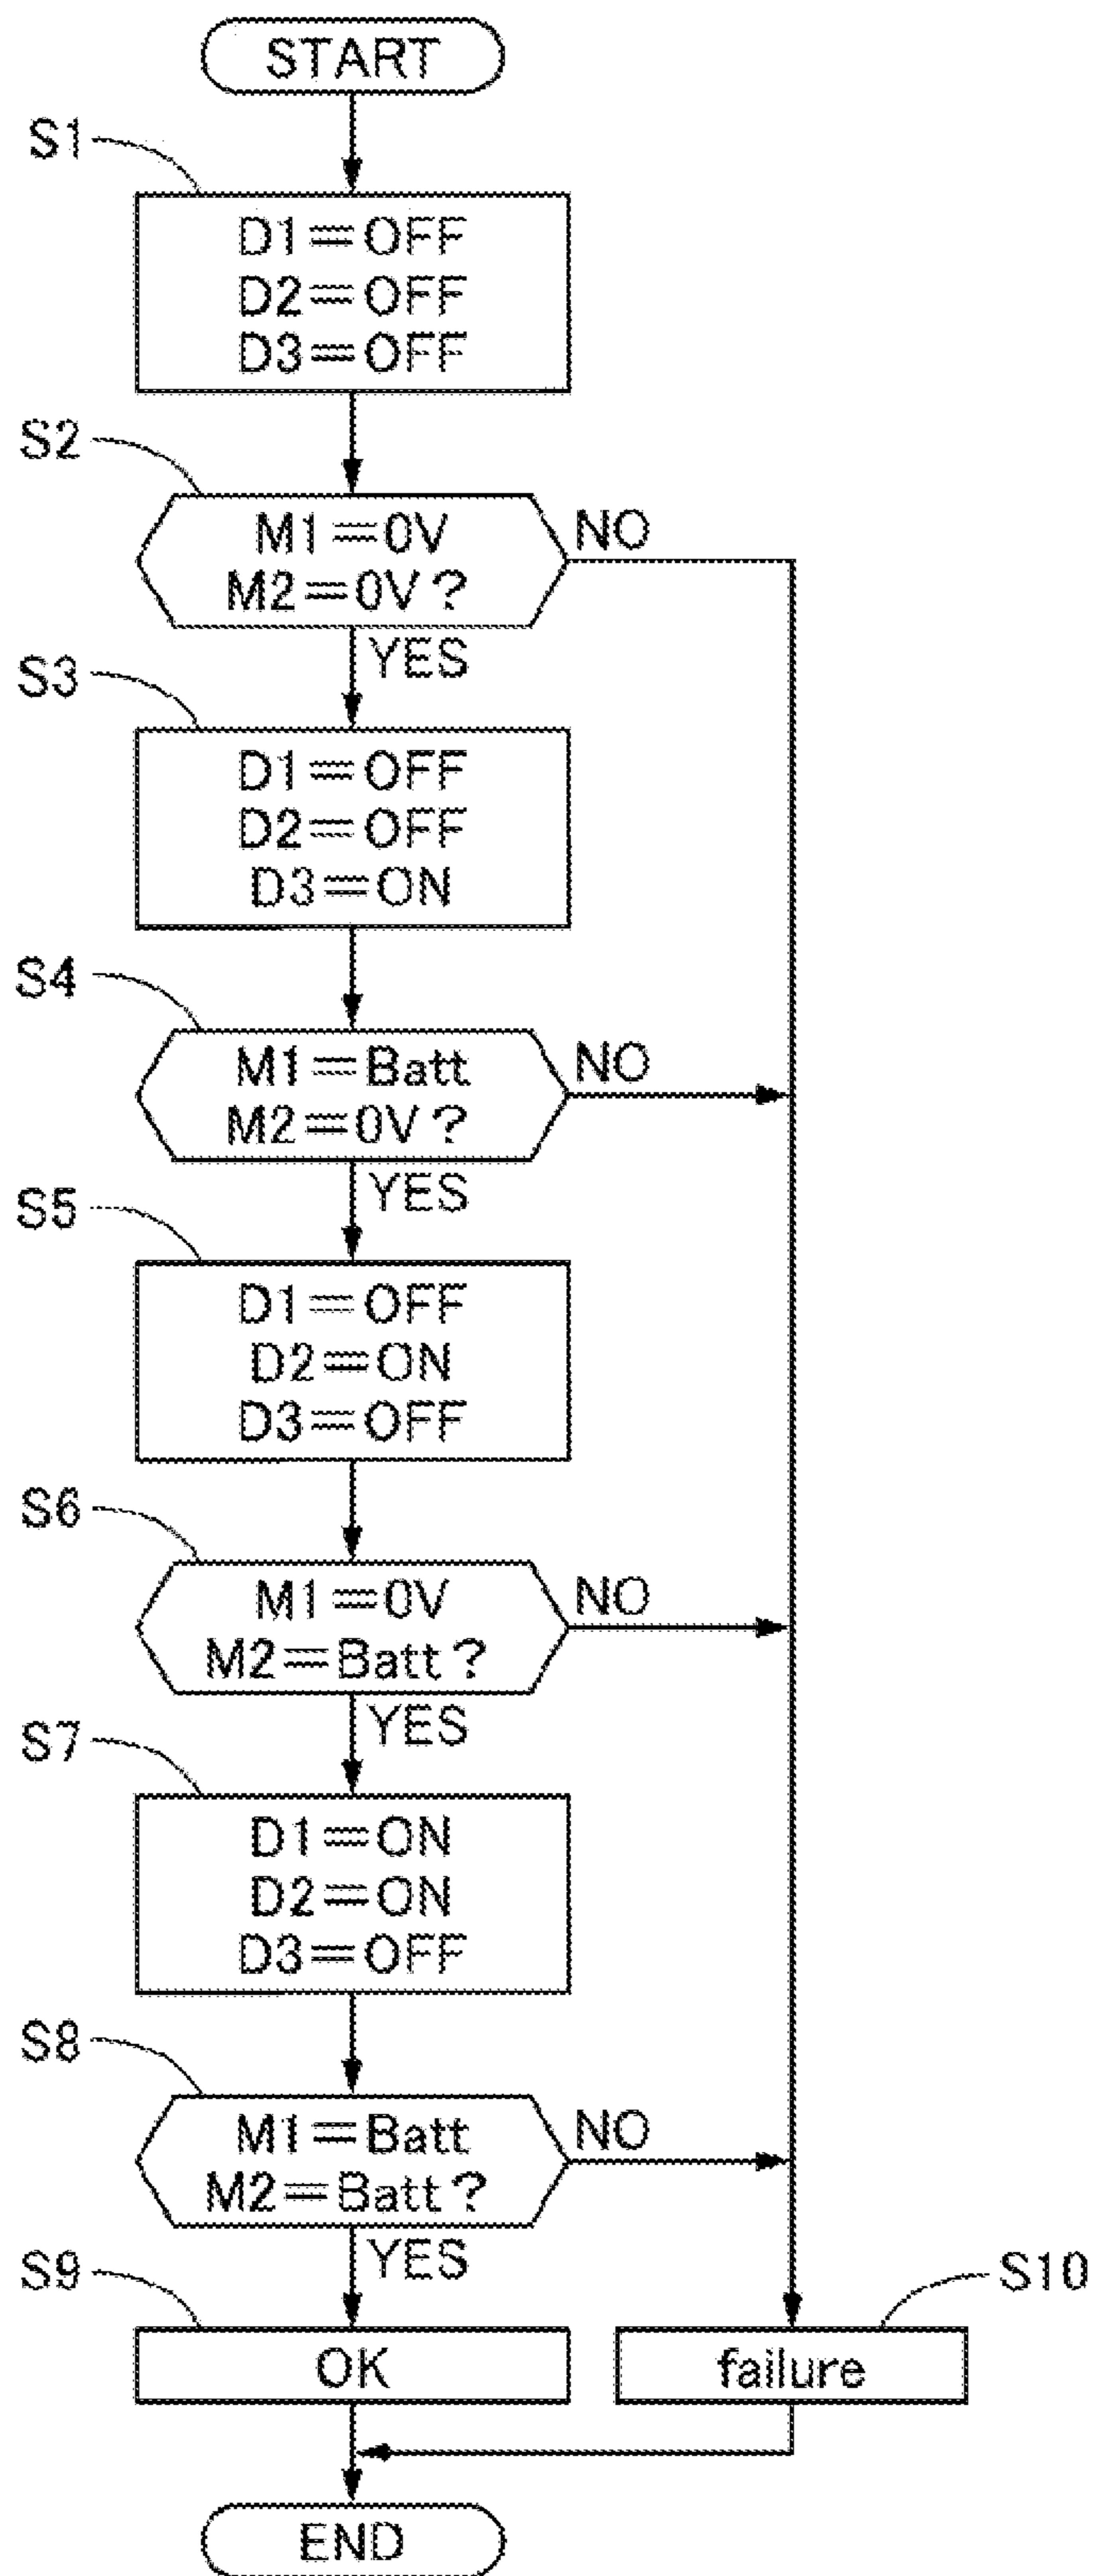 START
S1
D1=OFF
D2=OFF
D3=OFF
S2
M1=0V
M2=0V?
NO
YES
S3
D1=OFF
D2=OFF
D3=ON
S4
M1=Batt
M2=0V?
NO
YES
S5
D1=OFF
D2=ON
D3=OFF
S6
M1=0V
M2=Batt?
NO
YES
S7
D1=ON
D2=ON
D3=OFF
S8
M1=Batt
M2=Batt?
NO
YES
S9
OK
S10
failure
END